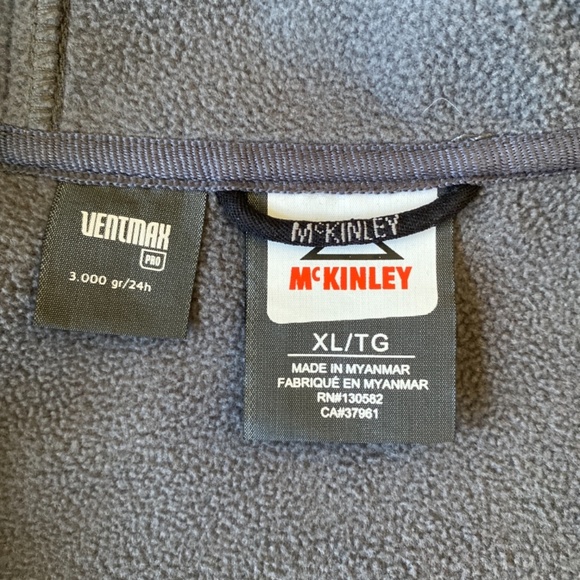 VENTMAX
PRO
3.000 gr/24h
McKINLEY
McKINLEY
XL/TG
MADE IN MYANMAR
FABRIQUÉ EN MYANMAR
RN#130582
CA#37961